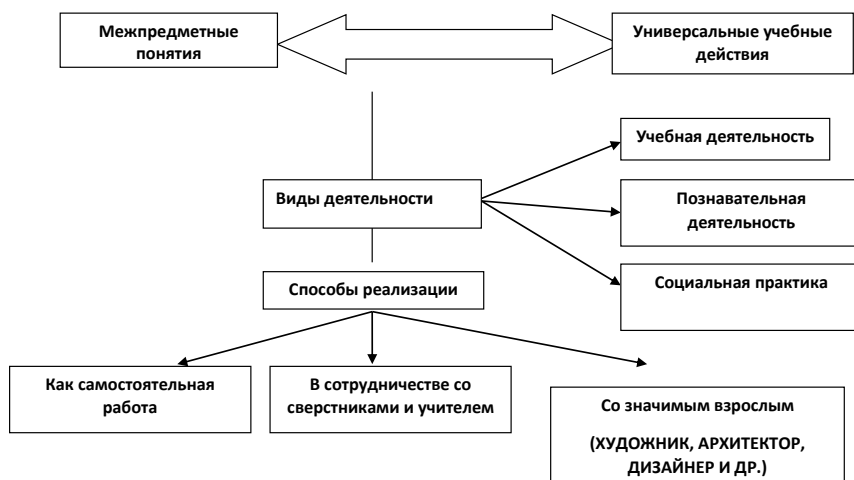 Межпредметные
понятия
Универсальные учебные
действия
Учебная деятельность
Виды деятельности
Познавательная
деятельность
Социальная практика
Способы реализации
Как самостоятельная
работа
В сотрудничестве со
сверстниками и учителем
Со значимым взрослым
(ХУДОЖНИК, АРХИТЕКТОР,
ДИЗАЙНЕР И ДР.)